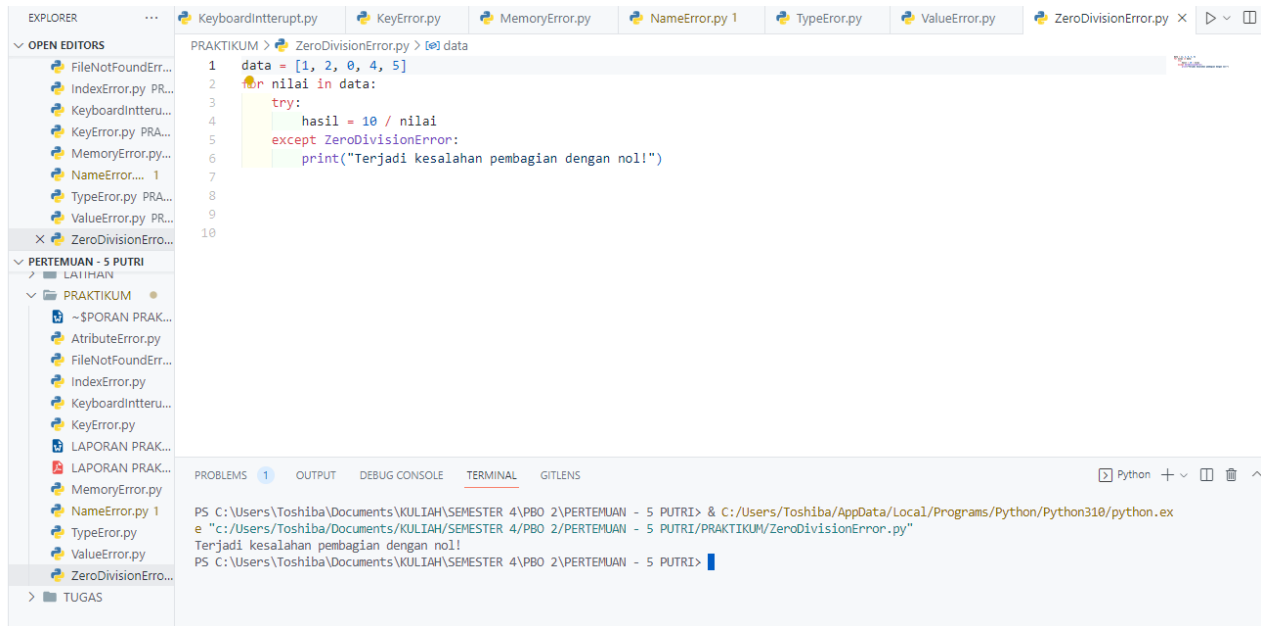 EXPLORER ···
KeyboardIntterupt.py KeyError.py MemoryError.py NameError.py 1 TypeEror.py ValueError.py ZeroDivisionError.py
OPEN EDITORS
FileNotFoundErr...
IndexError.py PR...
KeyboardInterru...
KeyError.py PRA...
MemoryError.py...
NameError.... 1
TypeEror.py PRA...
ValueError.py PR...
ZeroDivisionErro...
PERTEMUAN - 5 PUTRI
LATIHAN
PRAKTIKUM
~$PORAN PRAK...
AtributeError.py
FileNotFoundErr...
IndexError.py
KeyboardIntteru...
KeyError.py
LAPORAN PRAK...
LAPORAN PRAK...
MemoryError.py
NameError.py 1
TypeEror.py
ValueError.py
ZeroDivisionErro...
TUGAS
PRAKTIKUM > ZeroDivisionError.py > data
1 data = [1, 2, 0, 4, 5]
2 for nilai in data:
3 try:
4 hasil = 10 / nilai
5 except ZeroDivisionError:
6 print("Terjadi kesalahan pembagian dengan nol!")
7
8
9
10
PROBLEMS 1 OUTPUT DEBUG CONSOLE TERMINAL GITLENS Python
PS C:\Users\Toshiba\Documents\KULIAH\SEMESTER 4\PBO 2\PERTEMUAN - 5 PUTRI> & C:/Users/Toshiba/AppData/Local/Programs/Python/Python310/python.ex
e "c:/Users/Toshiba/Documents/KULIAH/SEMESTER 4/PBO 2/PERTEMUAN - 5 PUTRI/PRAKTIKUM/ZeroDivisionError.py"
Terjadi kesalahan pembagian dengan nol!
PS C:\Users\Toshiba\Documents\KULIAH\SEMESTER 4\PBO 2\PERTEMUAN - 5 PUTRI>